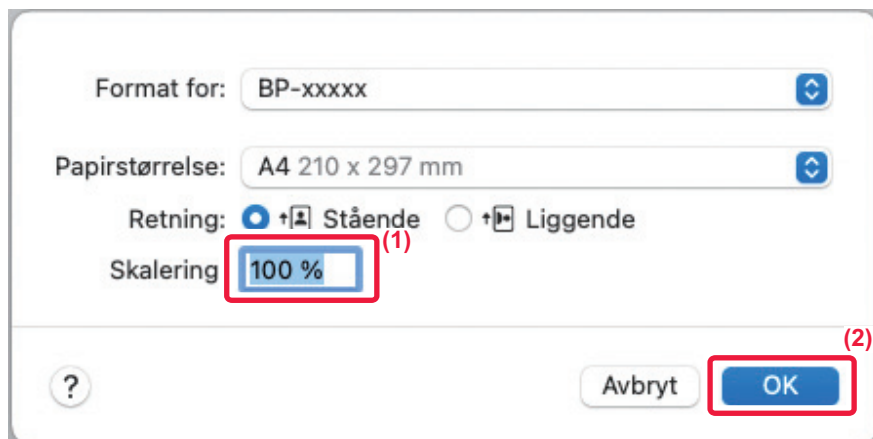 Format for: BP-xxxxx
Papirstørrelse: A4 210 x 297 mm
Retning: Stående Liggende
(1)
Skalering 100 %
(2)
? Avbryt OK